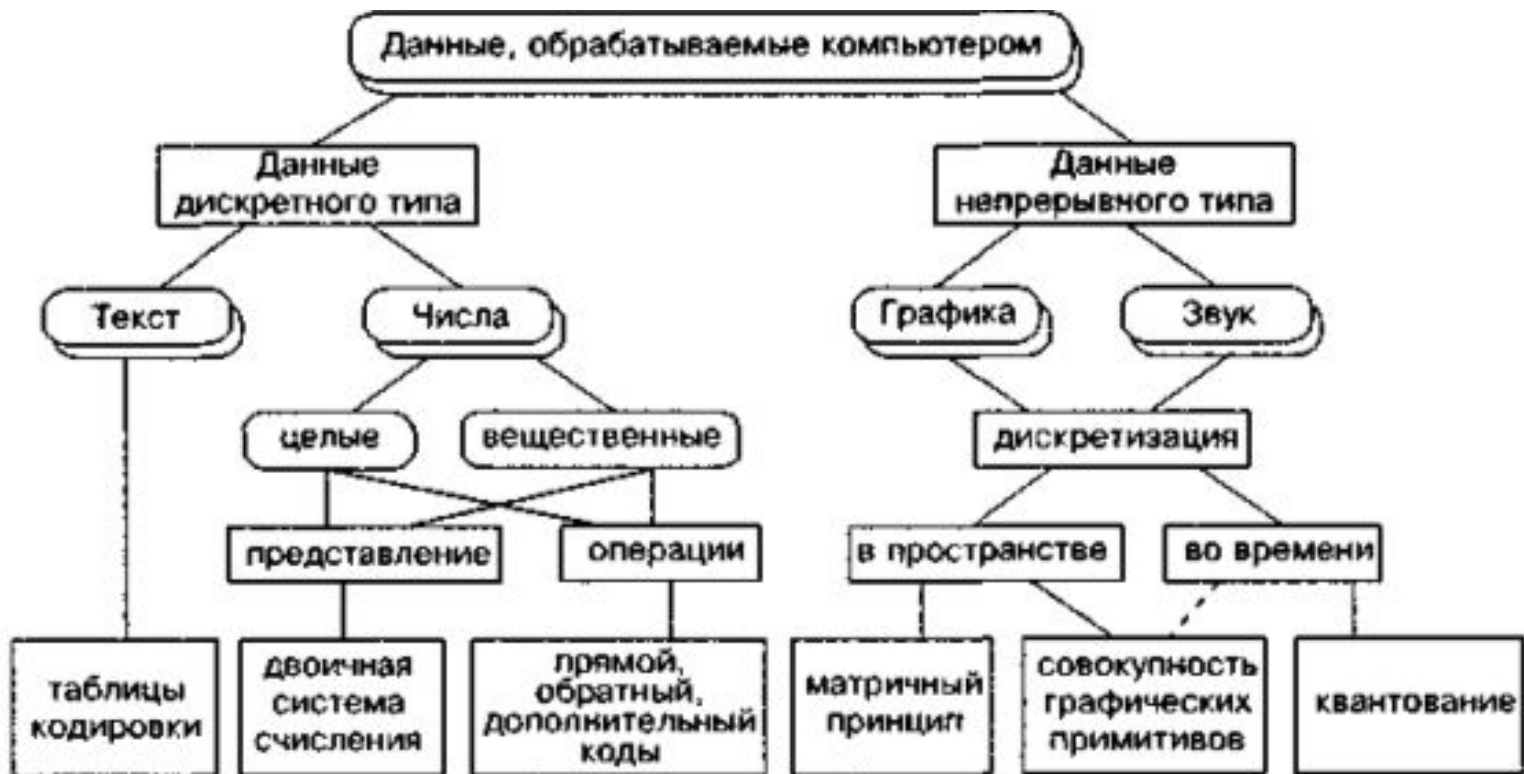 Данные, обрабатываемые компьютером
Данные
дискретного типа
Данные
непрерывного типа
Текст
Числа
Графика
Звук
целые
вещественные
дискретизация
представление
операции
в пространстве
во времени
таблицы
кодировки
двоичная
система
счисления
прямой,
обратный,
дополнительный
коды
матричный
принцип
совокупность
графических
примитивов
квантование